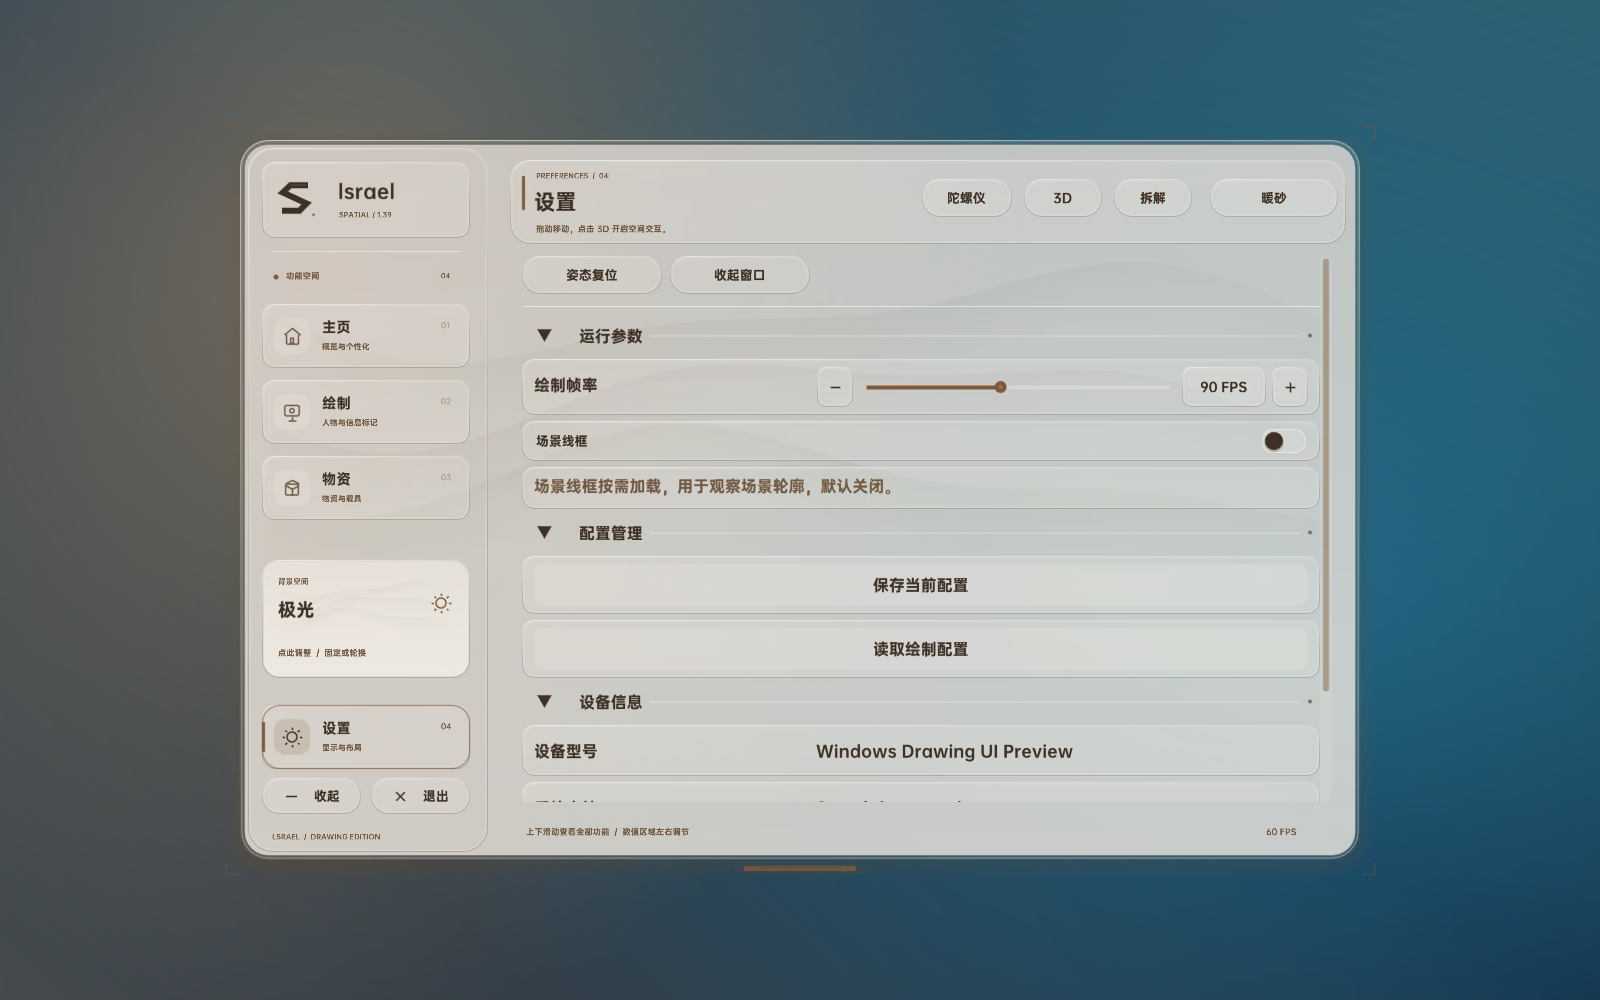 lsrael
SPATIAL / 1.39
功能空间 04
主页 01
概览与个性化
绘制 02
人物与信息标记
物资 03
物资与载具
背景空间
极光
点此调整 / 固定或轮换
设置 04
显示与布局
收起
退出
LSRAEL / DRAWING EDITION
PREFERENCES / 04
设置
拖动移动，点击 3D 开启空间交互。
陀螺仪
3D
拆解
暖砂
姿态复位
收起窗口
运行参数
绘制帧率
90 FPS
场景线框
场景线框按需加载，用于观察场景轮廓，默认关闭。
配置管理
保存当前配置
读取绘制配置
设备信息
设备型号 Windows Drawing UI Preview
上下滑动查看全部功能 / 数值区域左右调节
60 FPS